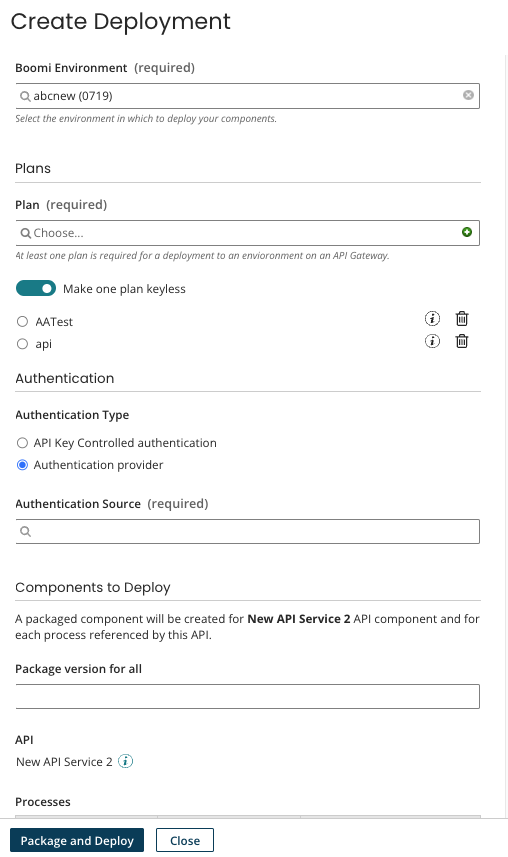 Create Deployment
Boomi Environment (required)
abcnew (0719)
Select the environment in which to deploy your components.
Plans
Plan (required)
Choose...
At least one plan is required for a deployment to an envioronment on an API Gateway.
Make one plan keyless
AATest
api
Authentication
Authentication Type
API Key Controlled authentication
Authentication provider
Authentication Source (required)
Components to Deploy
A packaged component will be created for New API Service 2 API component and for
each process referenced by this API.
Package version for all
API
New API Service 2
Processes
Package and Deploy Close